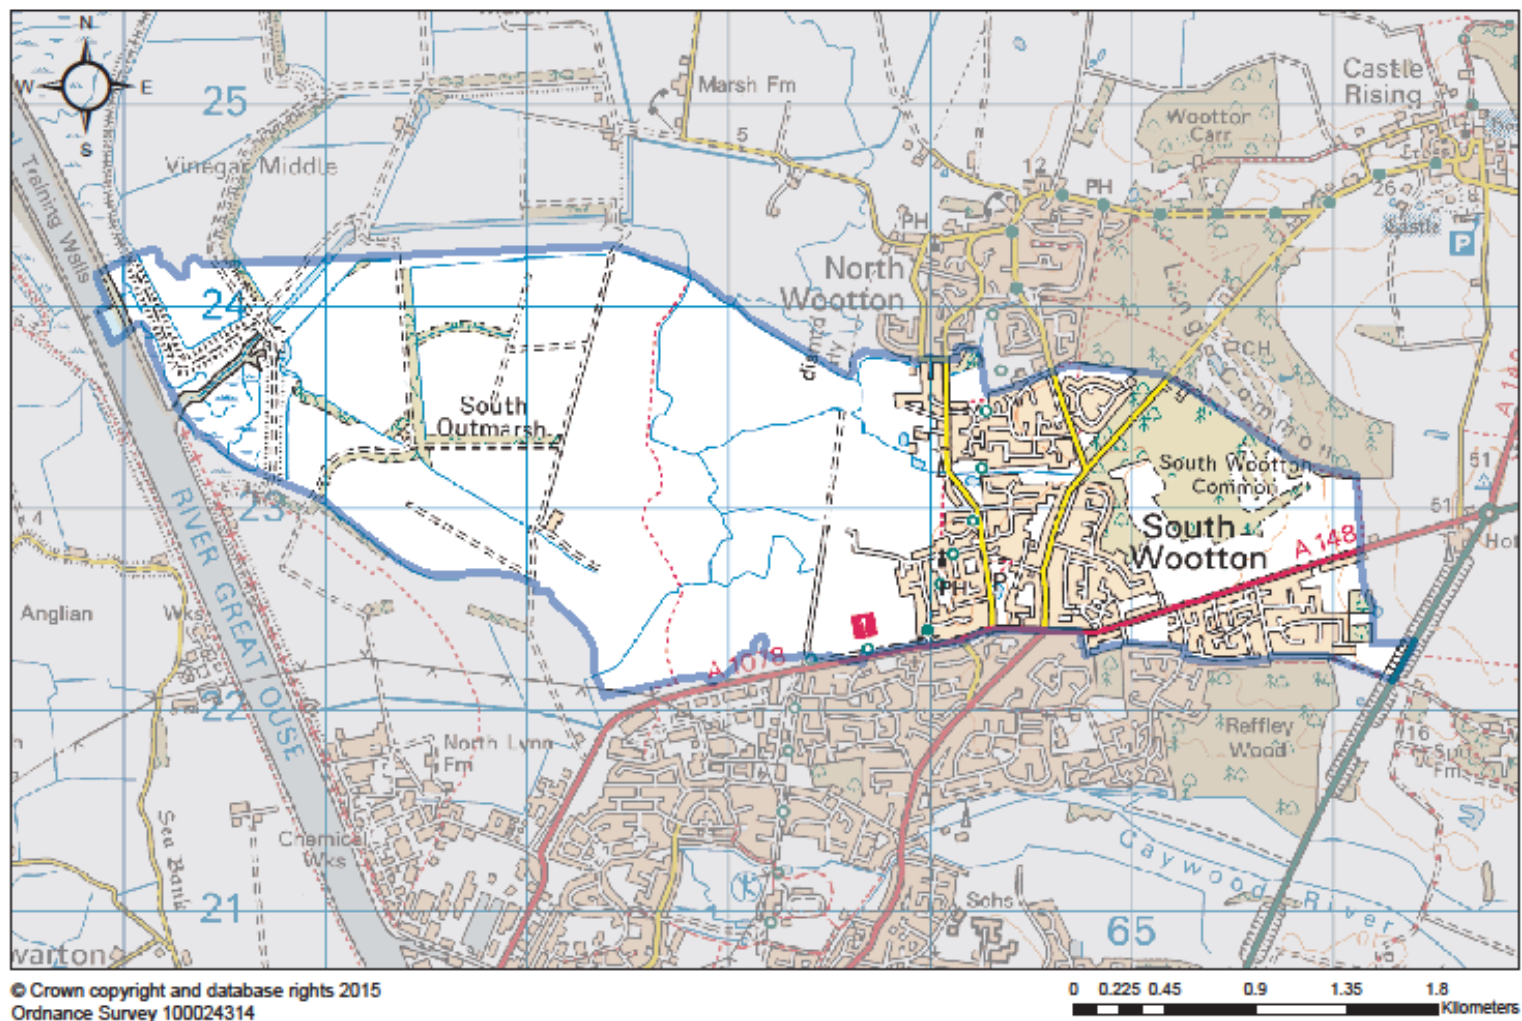 N
W
E
S
25
Vinegar Middle
Training Walls
Marsh Fm
5
Castle
Rising
Wootton
Carr
12
PH
26
Castle
P
PH
North
Wootton
24
CH
South
Outmarsh
South Wootton
Common
51
51
23
4
South
Wootton
A 148
RIVER GREAT OUSE
Anglian
Wks
PH
P
1
A 1078
22
North Lynn
Fm
Reffley
Wood
16
Fm
Sea Bank
Chemical
Wks
Gaywood River
Schs
21
65
warton
© Crown copyright and database rights 2015
Ordnance Survey 100024314
0 0.225 0.45 0.9 1.35 1.8
Kilometers